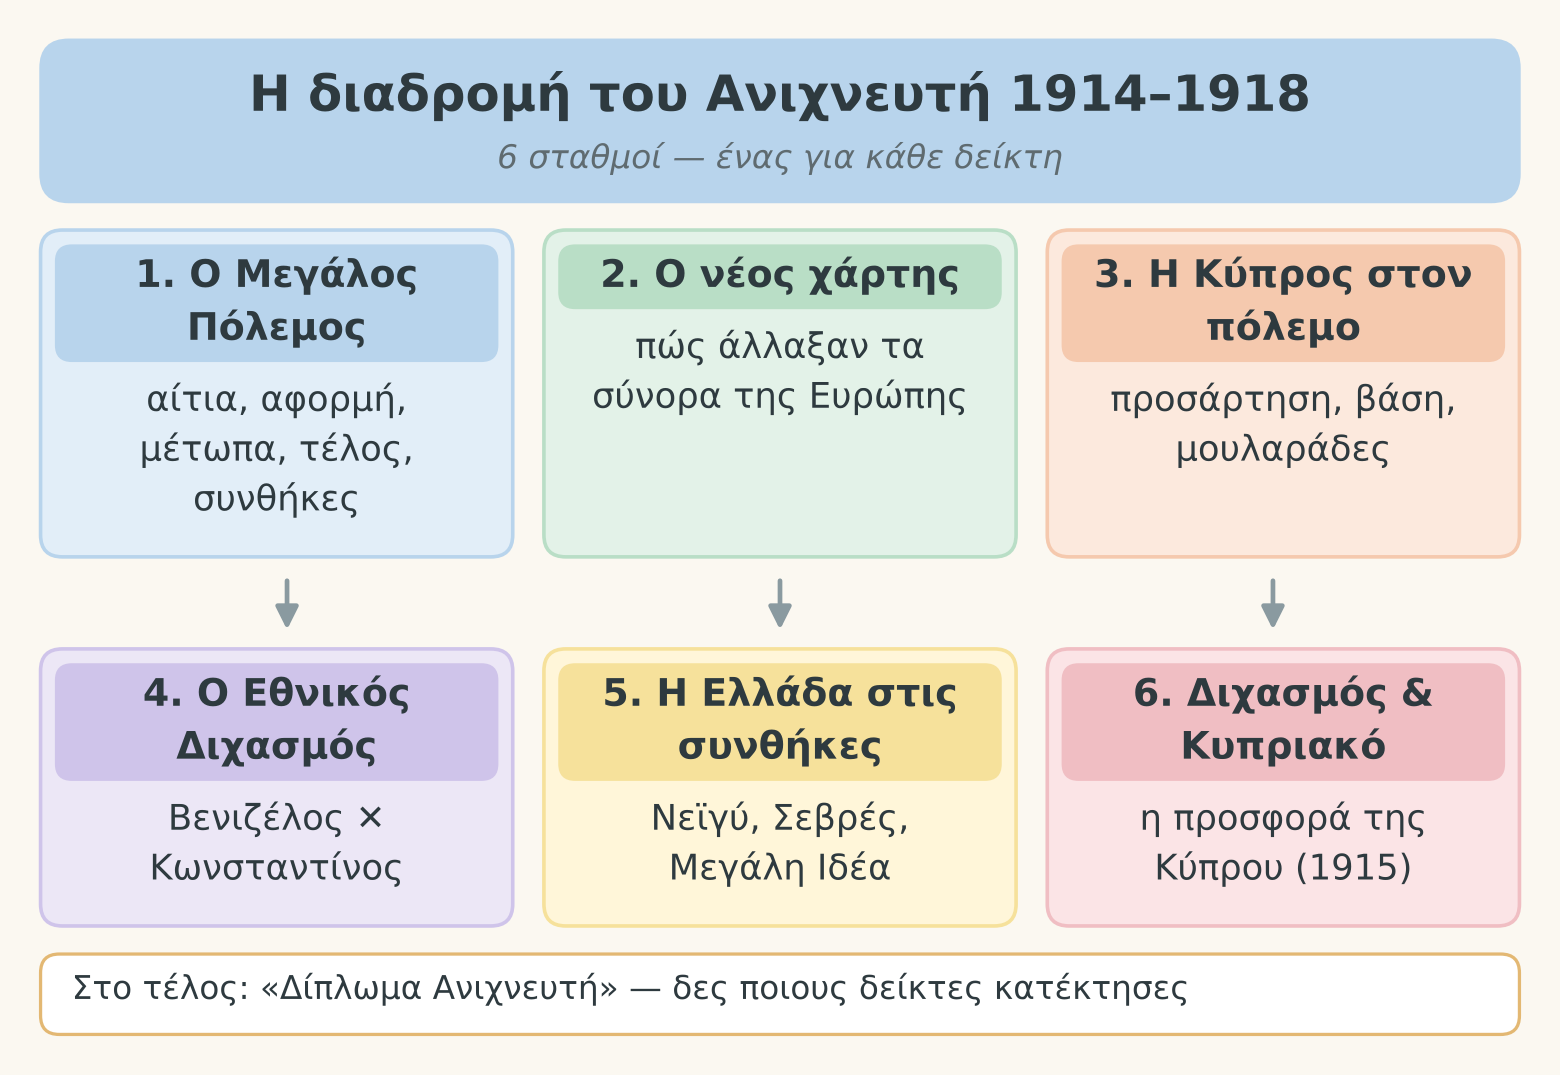 Η διαδρομή του Ανιχνευτή 1914–1918
6 σταθμοί — ένας για κάθε δείκτη
1. Ο Μεγάλος
Πόλεμος
αίτια, αφορμή,
μέτωπα, τέλος,
συνθήκες
2. Ο νέος χάρτης
πώς άλλαξαν τα
σύνορα της Ευρώπης
3. Η Κύπρος στον
πόλεμο
προσάρτηση, βάση,
μουλαράδες
4. Ο Εθνικός
Διχασμός
Βενιζέλος ✕
Κωνσταντίνος
5. Η Ελλάδα στις
συνθήκες
Νεϊγύ, Σεβρές,
Μεγάλη Ιδέα
6. Διχασμός &
Κυπριακό
η προσφορά της
Κύπρου (1915)
Στο τέλος: «Δίπλωμα Ανιχνευτή» — δες ποιους δείκτες κατέκτησες